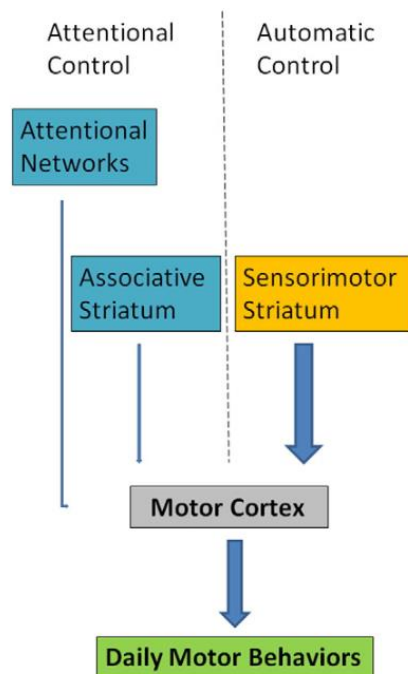 Attentional
Control
Automatic
Control
Attentional
Networks
Associative
Striatum
Sensorimotor
Striatum
Motor Cortex
Daily Motor Behaviors